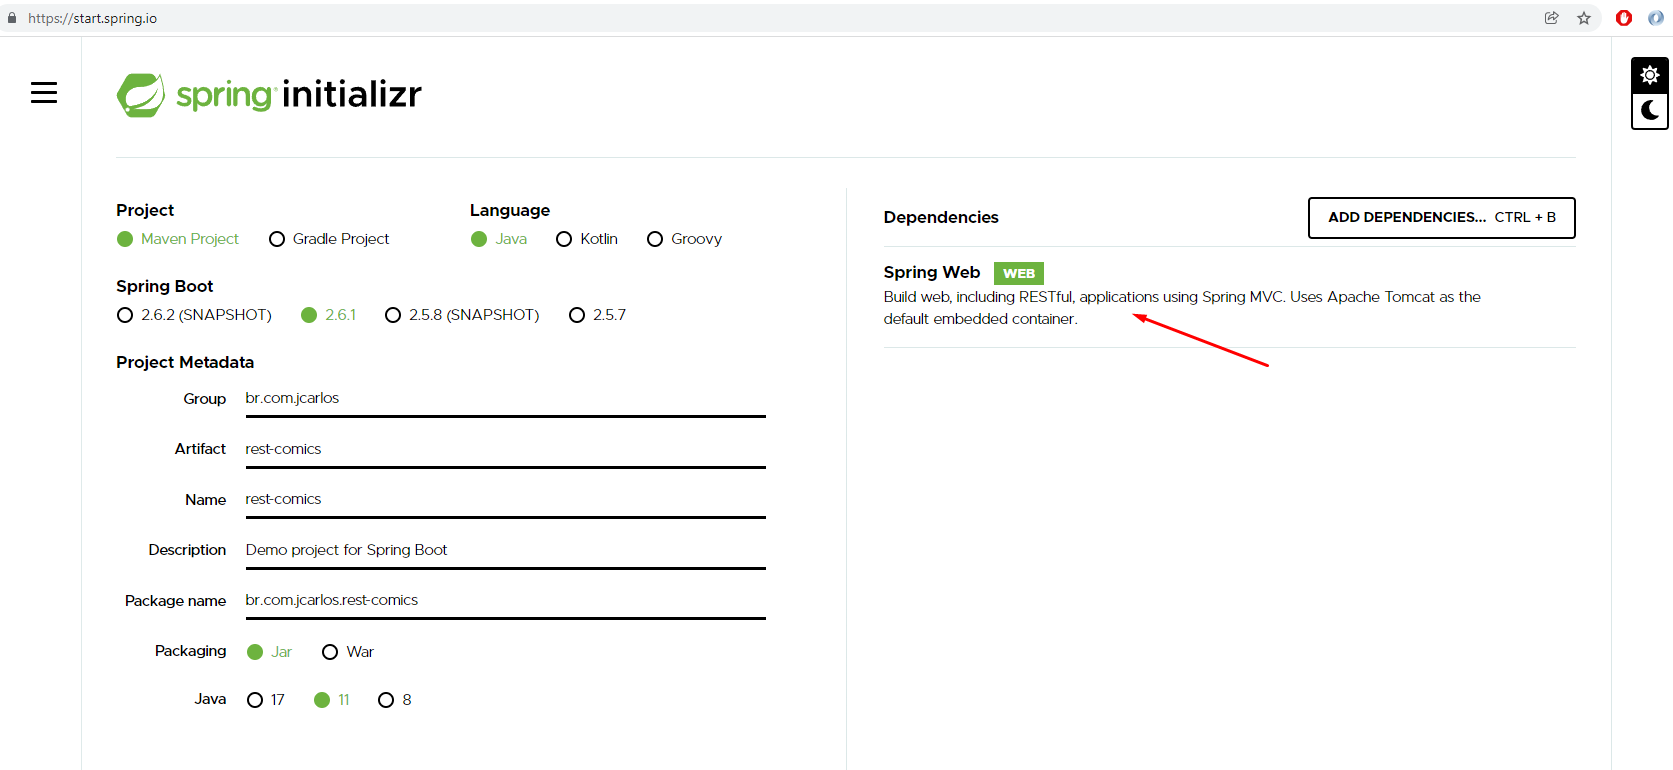 https://start.spring.io
spring initializr
Project
Maven Project Gradle Project
Language
Java Kotlin Groovy
Spring Boot
2.6.2 (SNAPSHOT) 2.6.1 2.5.8 (SNAPSHOT) 2.5.7
Project Metadata
Group br.com.jcarlos
Artifact rest-comics
Name rest-comics
Description Demo project for Spring Boot
Package name br.com.jcarlos.rest-comics
Packaging Jar War
Java 17 11 8
Dependencies ADD DEPENDENCIES... CTRL + B
Spring Web WEB
Build web, including RESTful, applications using Spring MVC. Uses Apache Tomcat as the
default embedded container.